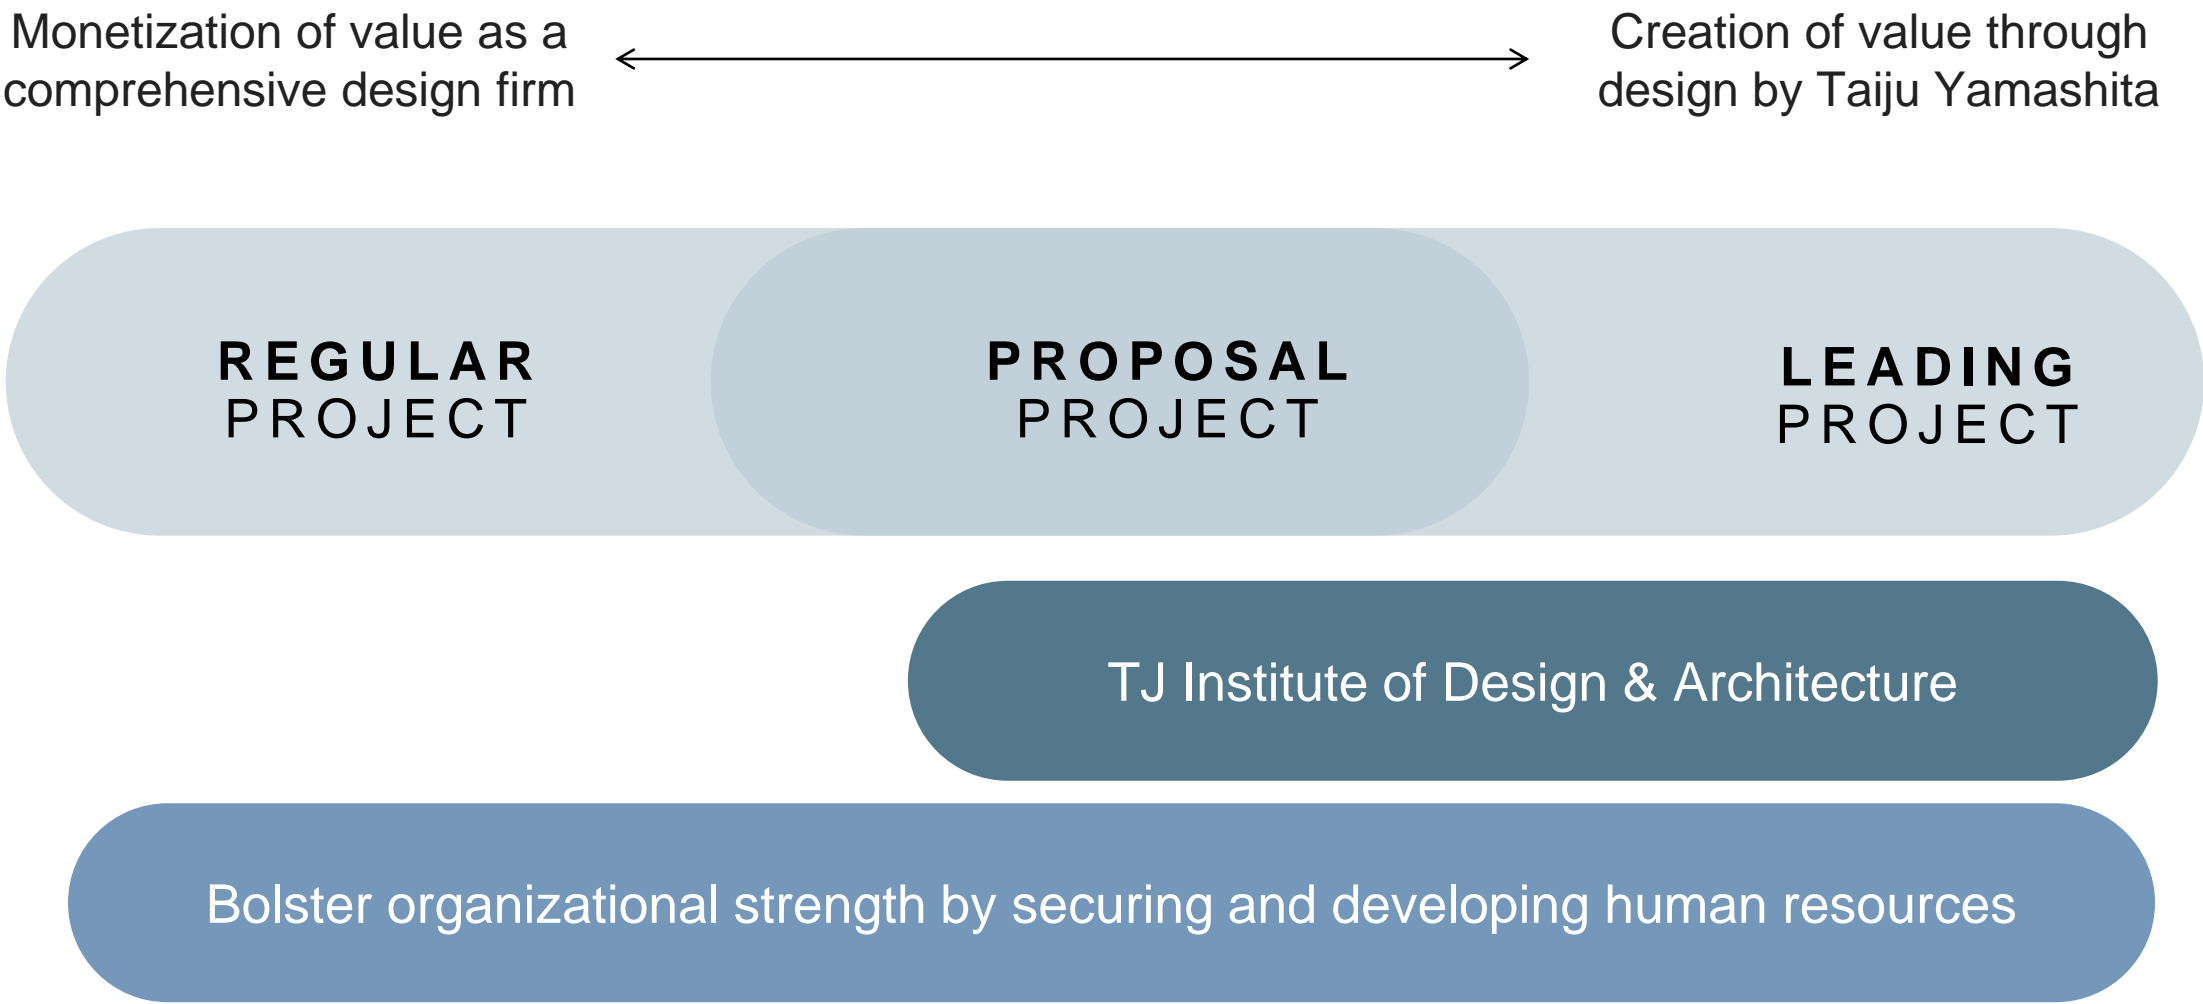 Monetization of value as a
comprehensive design firm
Creation of value through
design by Taiju Yamashita
REGULAR
PROJECT
PROPOSAL
PROJECT
LEADING
PROJECT
TJ Institute of Design & Architecture
Bolster organizational strength by securing and developing human resources